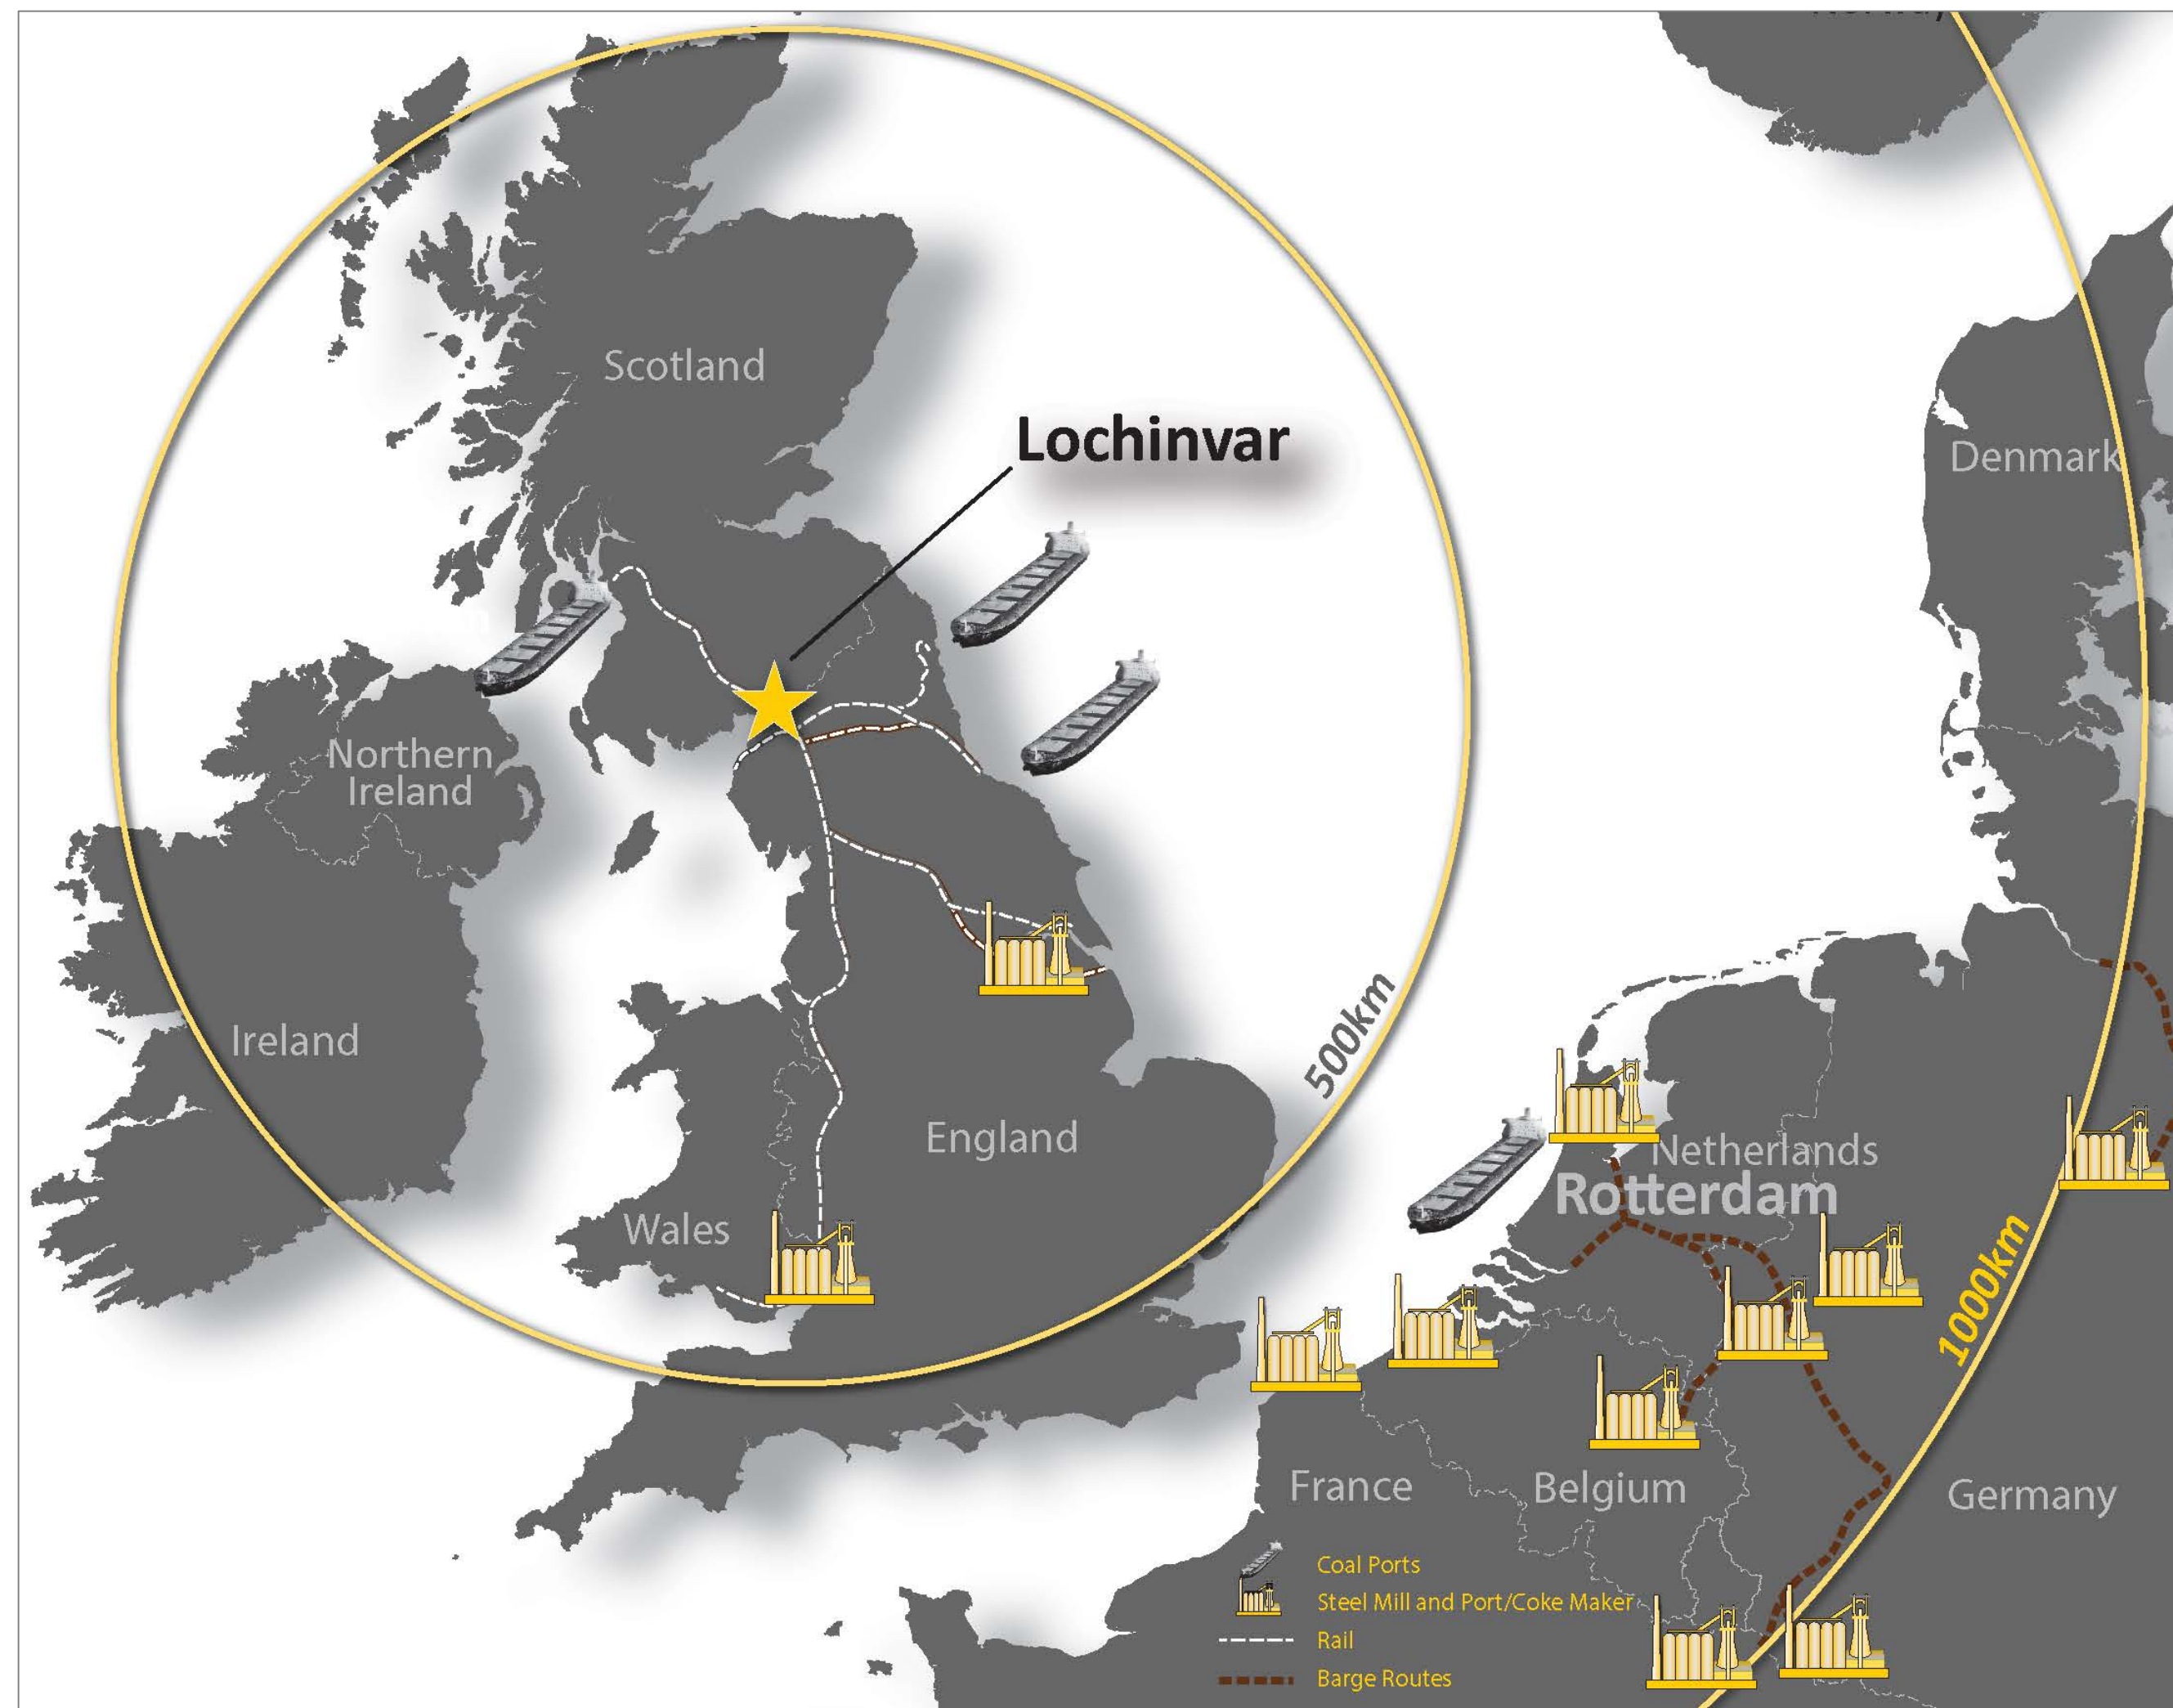 Scotland
Lochinvar
Denmark
Northern
Ireland
Ireland
500km
England
Netherlands
Rotterdam
Wales
1000km
France
Belgium
Germany
Coal Ports
Steel Mill and Port/Coke Maker
Rail
Barge Routes